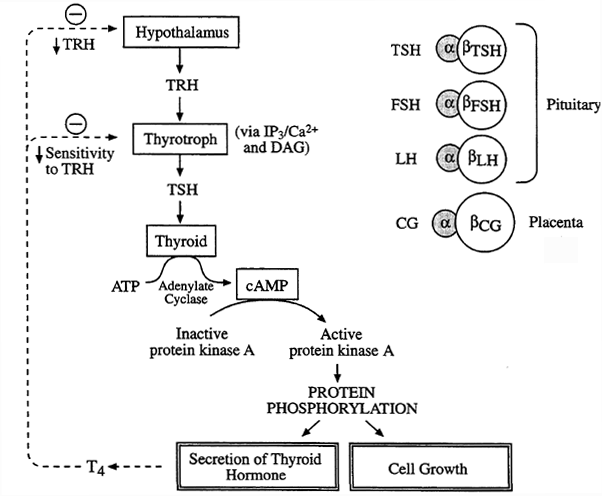 ⊖
↓ TRH
Hypothalamus
TRH
⊖
↓ Sensitivity
to TRH
Thyrotroph
(via IP₃/Ca²⁺
and DAG)
TSH
Thyroid
ATP
Adenylate
Cyclase
cAMP
Inactive
protein kinase A
Active
protein kinase A
PROTEIN
PHOSPHORYLATION
Secretion of Thyroid
Hormone
Cell Growth
T₄
TSH α βTSH
FSH α βFSH
LH α βLH
Pituitary
CG α βCG Placenta